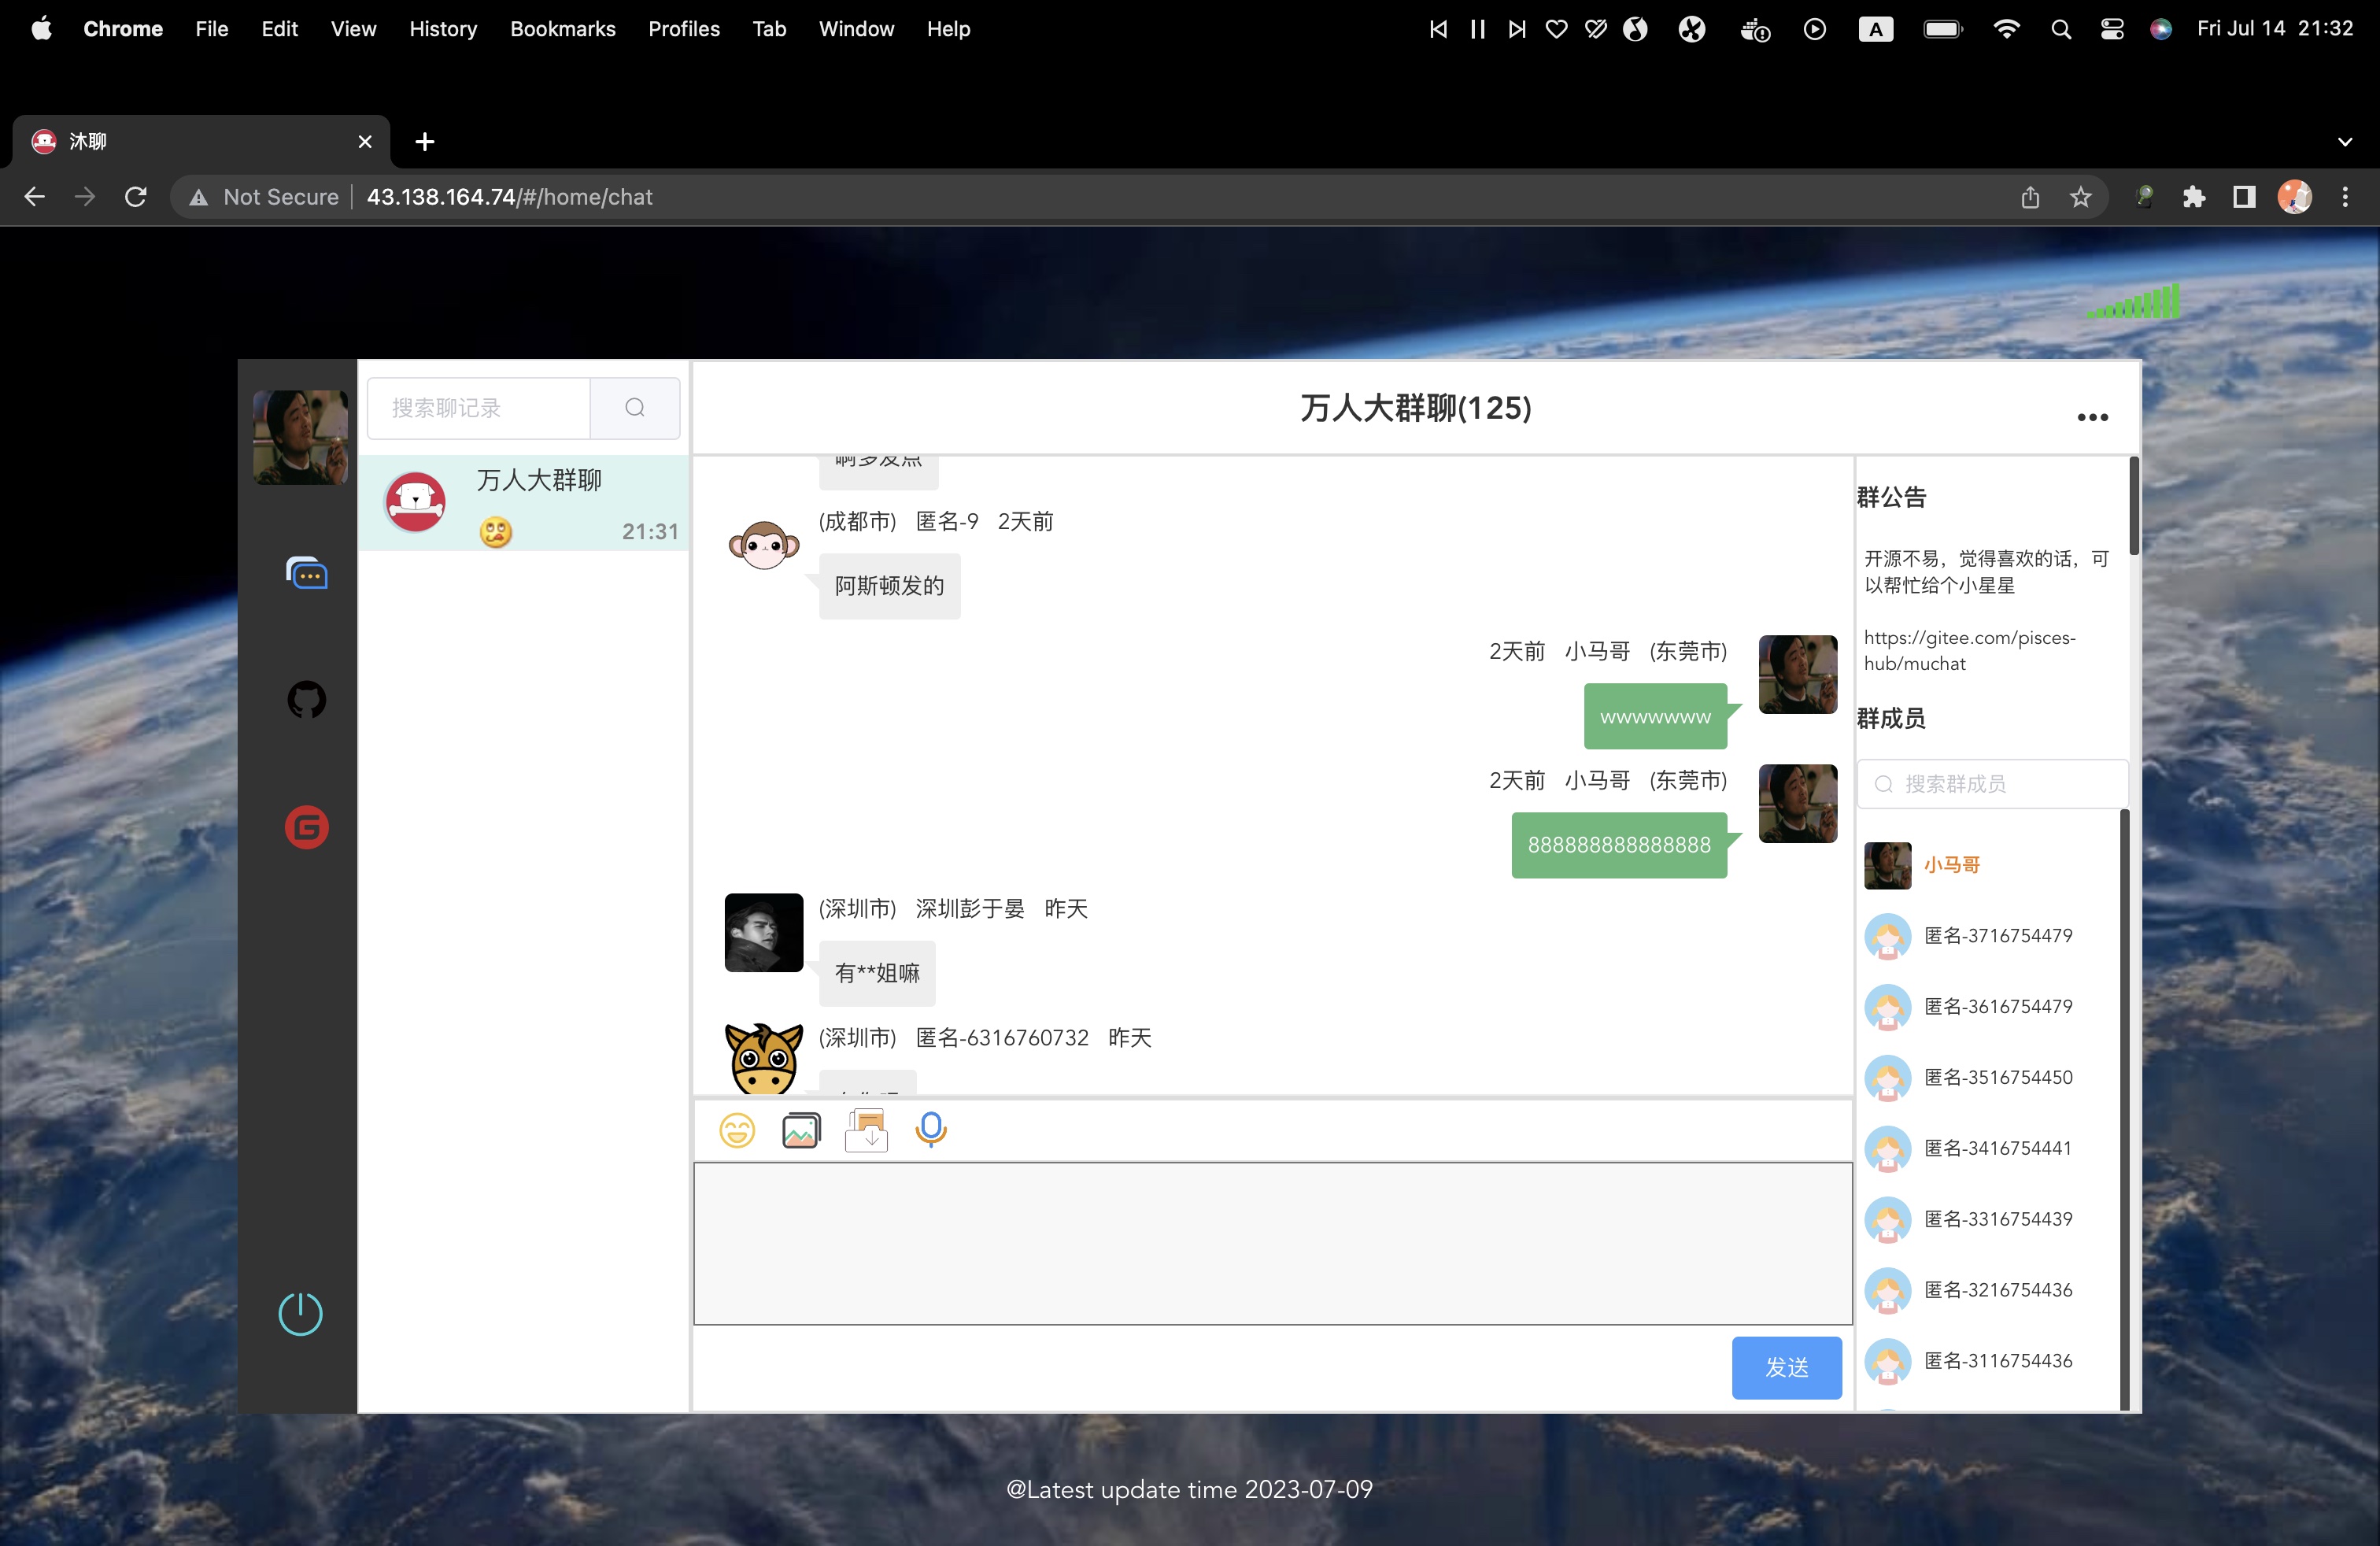 Chrome File Edit View History Bookmarks Profiles Tab Window Help A Fri Jul 14 21:32
沐聊
Not Secure 43.138.164.74/#/home/chat
搜索聊记录
万人大群聊
21:31
万人大群聊(125)
啊多发点
(成都市) 匿名-9 2天前
阿斯顿发的
2天前 小马哥 (东莞市)
wwwwwww
2天前 小马哥 (东莞市)
888888888888888
(深圳市) 深圳彭于晏 昨天
有**姐嘛
(深圳市) 匿名-6316760732 昨天
发送
群公告
开源不易，觉得喜欢的话，可
以帮忙给个小星星
https://gitee.com/pisces-
hub/muchat
群成员
搜索群成员
小马哥
匿名-3716754479
匿名-3616754479
匿名-3516754450
匿名-3416754441
匿名-3316754439
匿名-3216754436
匿名-3116754436
@Latest update time 2023-07-09